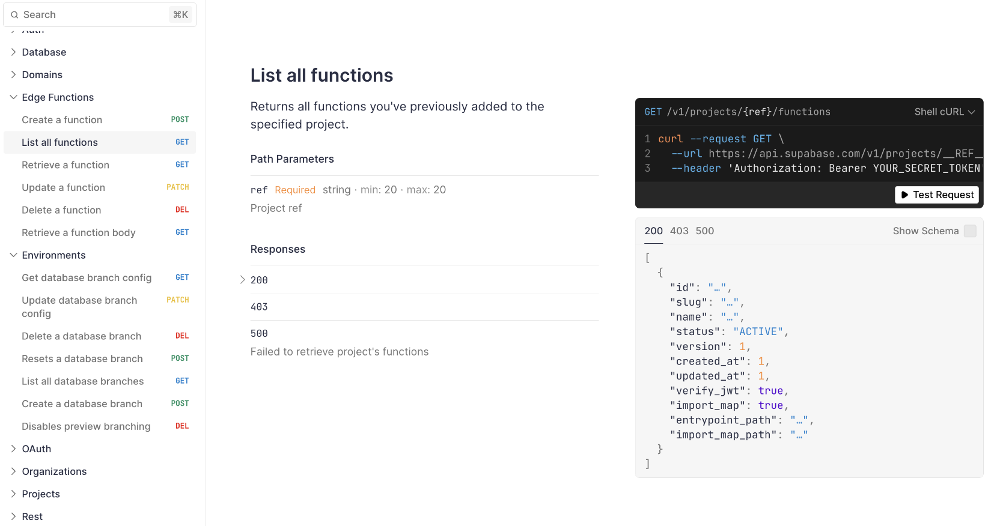 Search
⌘K
Auth
Database
Domains
Edge Functions
Create a function POST
List all functions GET
Retrieve a function GET
Update a function PATCH
Delete a function DEL
Retrieve a function body GET
Environments
Get database branch config GET
Update database branch PATCH
config
Delete a database branch DEL
Resets a database branch POST
List all database branches GET
Create a database branch POST
Disables preview branching DEL
OAuth
Organizations
Projects
Rest
List all functions
Returns all functions you've previously added to the
specified project.
Path Parameters
ref Required string · min: 20 · max: 20
Project ref
Responses
200
403
500
Failed to retrieve project's functions
GET /v1/projects/{ref}/functions Shell cURL
1 curl --request GET \
2 --url https://api.supabase.com/v1/projects/__REF__
3 --header 'Authorization: Bearer YOUR_SECRET_TOKEN'
Test Request
200 403 500 Show Schema
[
{
"id": "…",
"slug": "…",
"name": "…",
"status": "ACTIVE",
"version": 1,
"created_at": 1,
"updated_at": 1,
"verify_jwt": true,
"import_map": true,
"entrypoint_path": "…",
"import_map_path": "…"
}
]